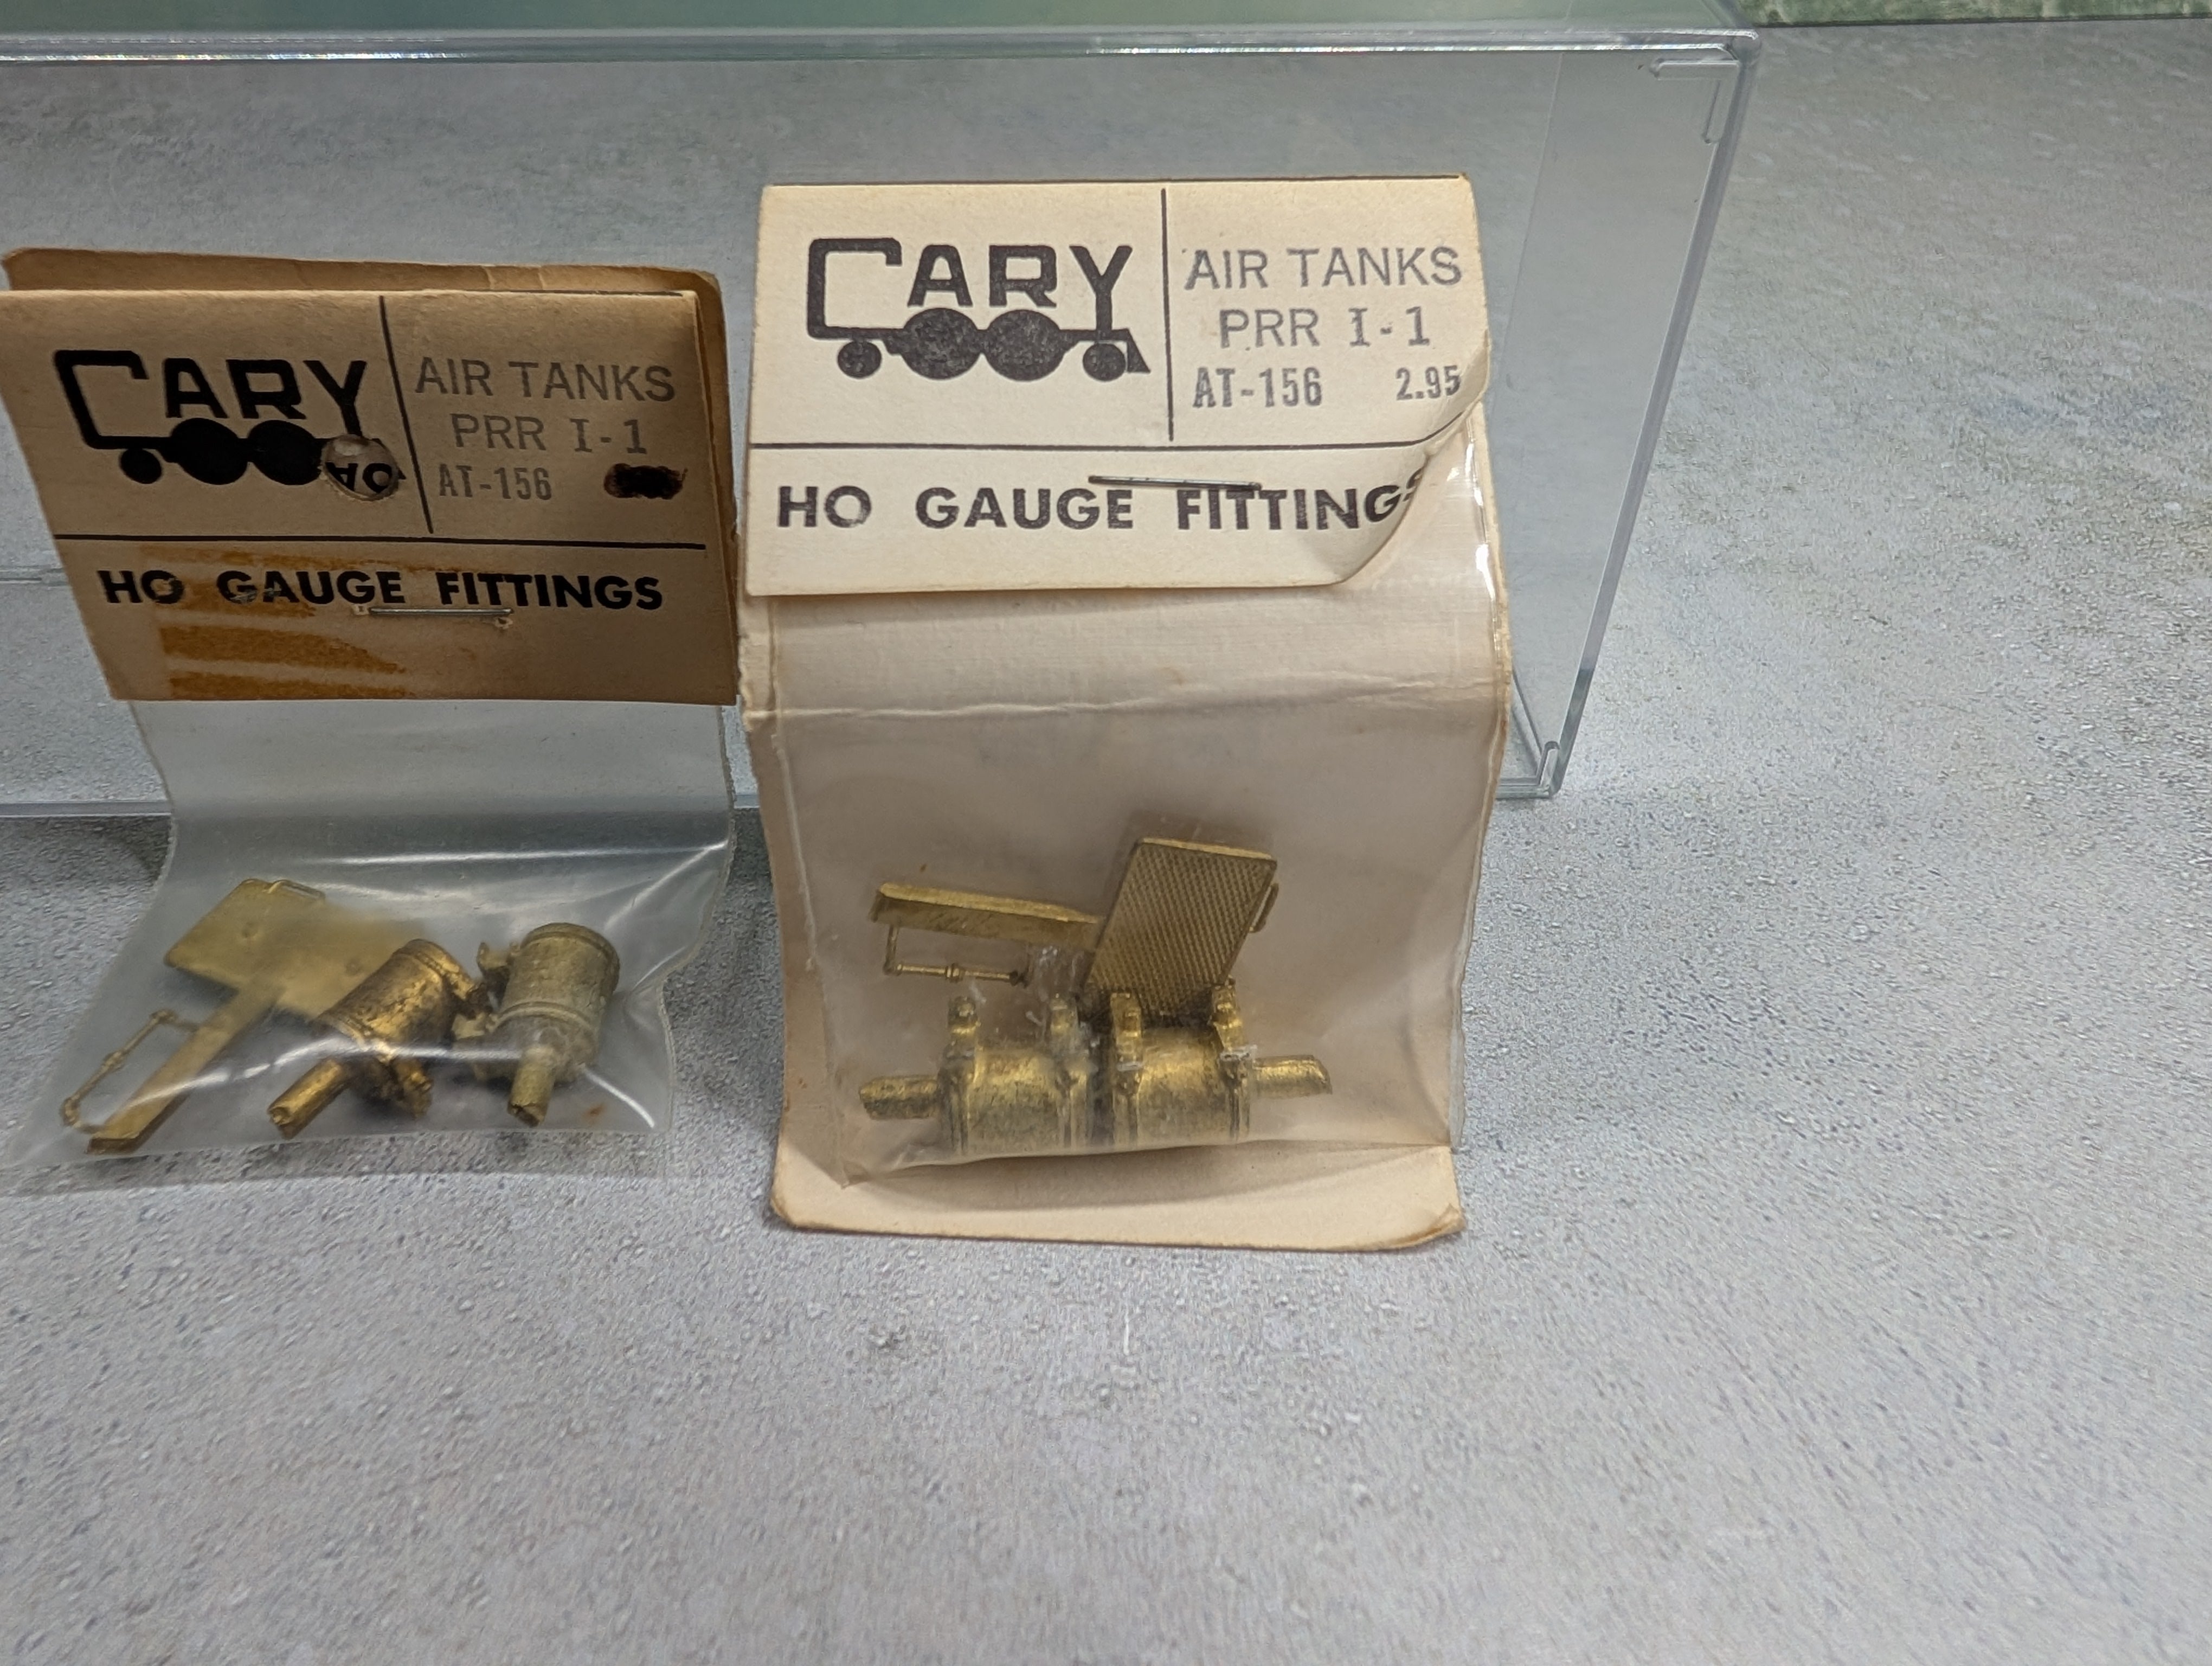 CARY
AIR TANKS
PRR I-1
AT-156
HO GAUGE FITTINGS
CARY
AIR TANKS
PRR I-1
AT-156 2.95
HO GAUGE FITTINGS